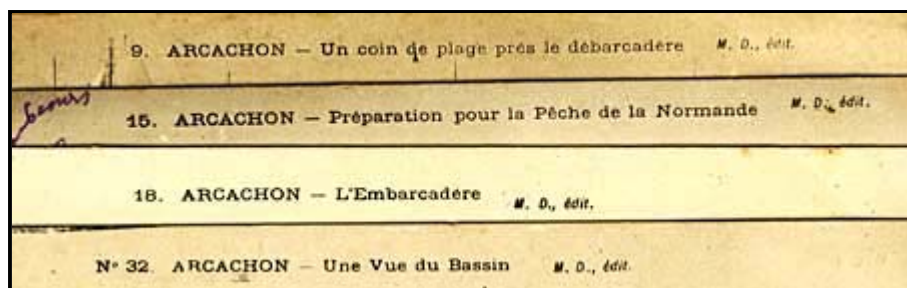 9. ARCACHON — Un coin de plage prés le débarcadère M. D., édit.
15. ARCACHON — Préparation pour la Pêche de la Normande M. D., édit.
18. ARCACHON — L'Embarcadère M. D., édit.
N° 32. ARCACHON — Une Vue du Bassin M. D., édit.